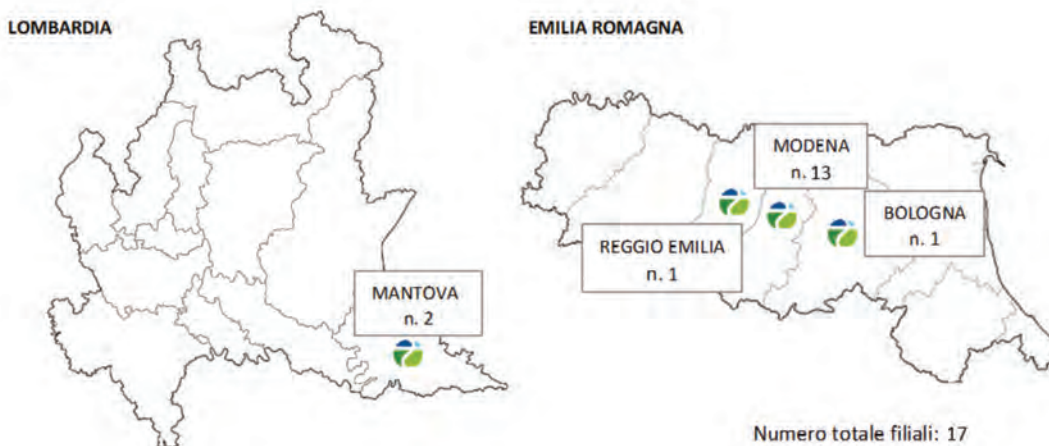 LOMBARDIA
MANTOVA
n. 2
EMILIA ROMAGNA
MODENA
n. 13
REGGIO EMILIA
n. 1
BOLOGNA
n. 1
Numero totale filiali: 17